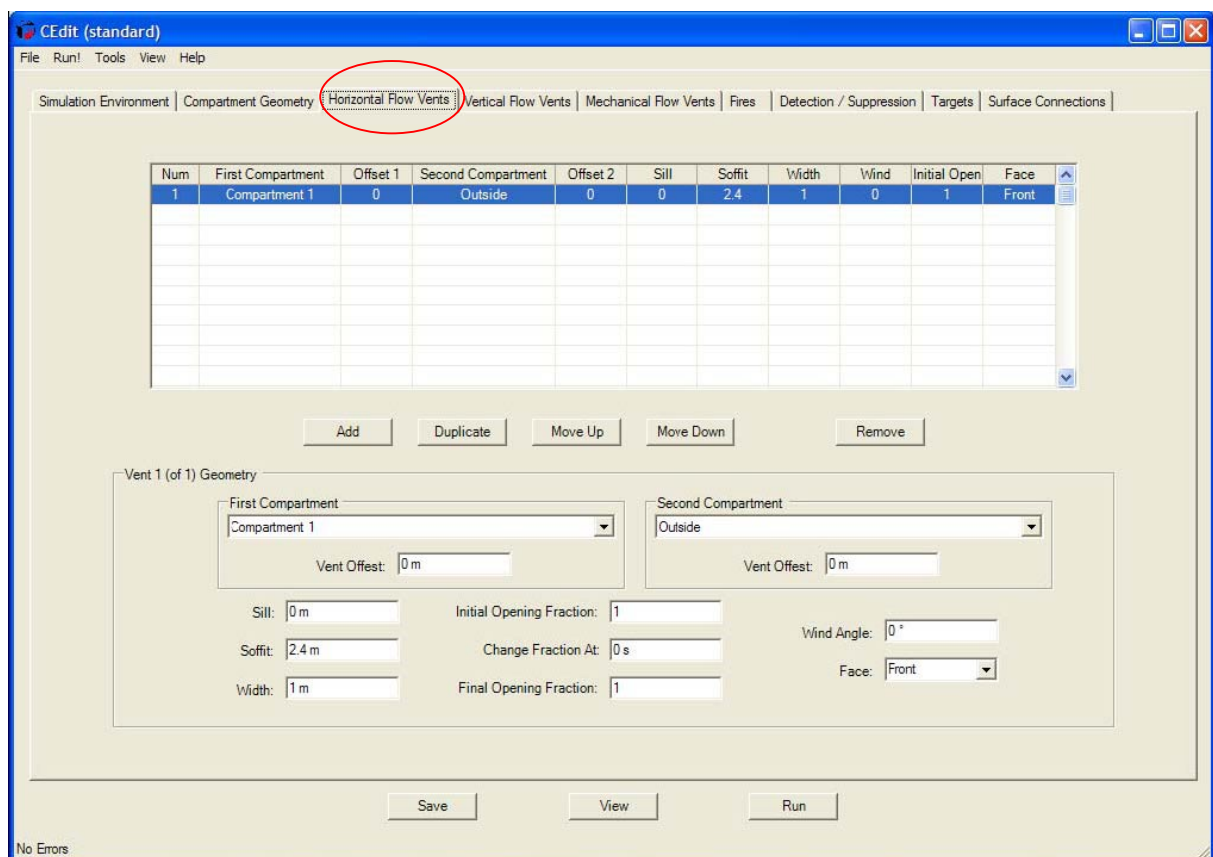 CEdit (standard)
File Run! Tools View Help
Simulation Environment Compartment Geometry Horizontal Flow Vents Vertical Flow Vents Mechanical Flow Vents Fires Detection / Suppression Targets Surface Connections
Num First Compartment Offset 1 Second Compartment Offset 2 Sill Soffit Width Wind Initial Open Face
1 Compartment 1 0 Outside 0 0 2.4 1 0 1 Front
Add Duplicate Move Up Move Down Remove
Vent 1 (of 1) Geometry
First Compartment Second Compartment
Compartment 1 Outside
Vent Offest: 0 m Vent Offest: 0 m
Sill: 0 m Initial Opening Fraction: 1
Wind Angle: 0 °
Soffit: 2.4 m Change Fraction At: 0 s
Face: Front
Width: 1 m Final Opening Fraction: 1
Save View Run
No Errors